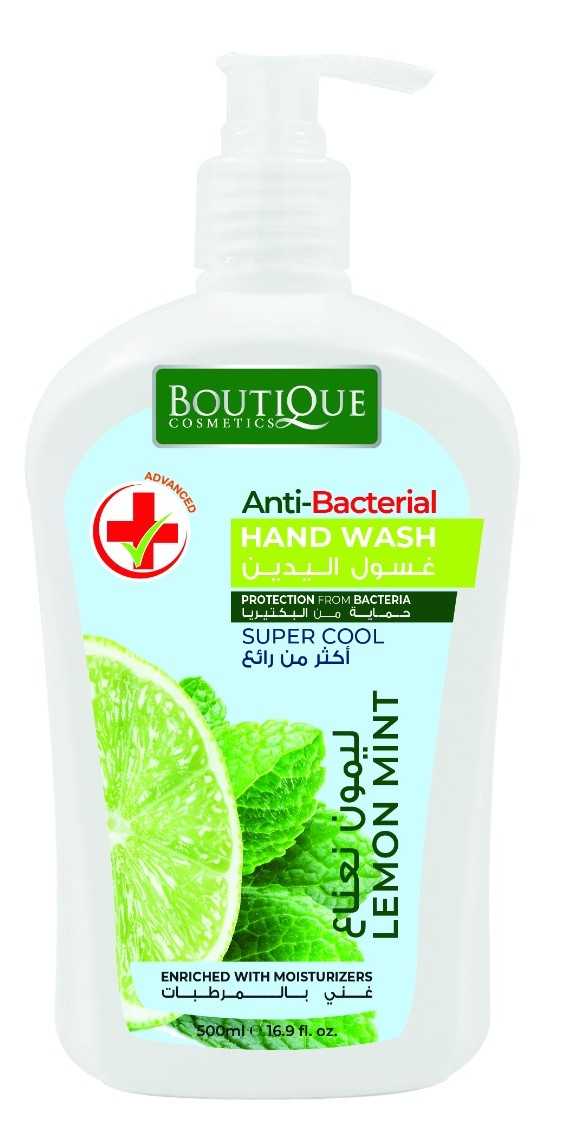 BOUTIQUE
COSMETICS
ADVANCED
Anti-Bacterial
HAND WASH
غسول اليدين
PROTECTION FROM BACTERIA
حماية من البكتيريا
SUPER COOL
أكثر من رائع
ليمون نعناع
LEMON MINT
ENRICHED WITH MOISTURIZERS
غني بالمرطبات
500ml ℮ 16.9 fl. oz.